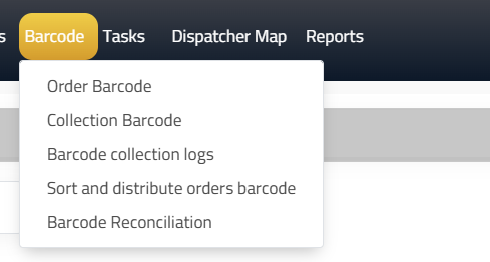 s Barcode Tasks Dispatcher Map Reports
Order Barcode
Collection Barcode
Barcode collection logs
Sort and distribute orders barcode
Barcode Reconciliation